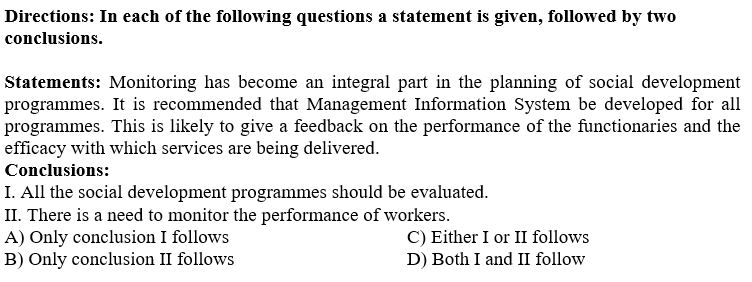 Directions: In each of the following questions a statement is given, followed by two
conclusions.
Statements: Monitoring has become an integral part in the planning of social development
programmes. It is recommended that Management Information System be developed for all
programmes. This is likely to give a feedback on the performance of the functionaries and the
efficacy with which services are being delivered.
Conclusions:
I. All the social development programmes should be evaluated.
II. There is a need to monitor the performance of workers.
A) Only conclusion I follows C) Either I or II follows
B) Only conclusion II follows D) Both I and II follow